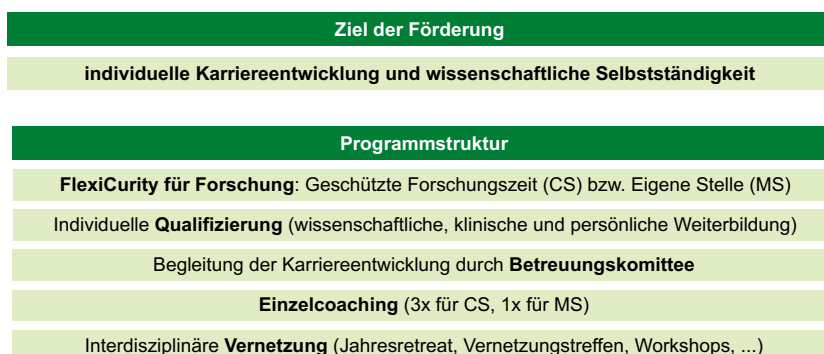 Ziel der Förderung
individuelle Karriereentwicklung und wissenschaftliche Selbstständigkeit
Programmstruktur
FlexiCurity für Forschung: Geschützte Forschungszeit (CS) bzw. Eigene Stelle (MS)
Individuelle Qualifizierung (wissenschaftliche, klinische und persönliche Weiterbildung)
Begleitung der Karriereentwicklung durch Betreuungskomittee
Einzelcoaching (3x für CS, 1x für MS)
Interdisziplinäre Vernetzung (Jahresretreat, Vernetzungstreffen, Workshops, ...)